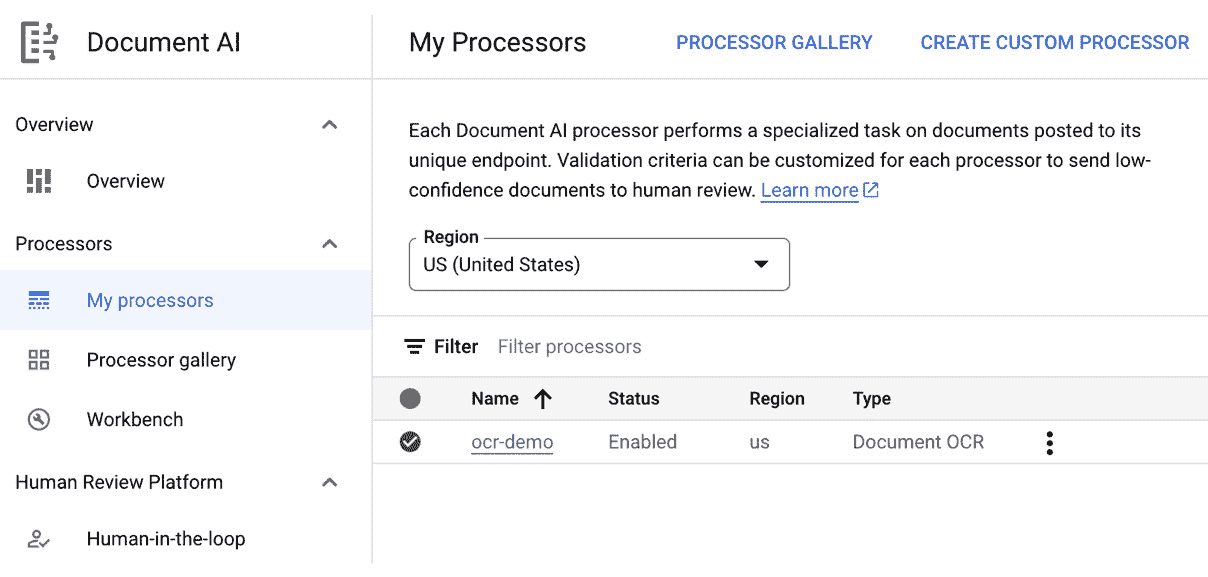 Document AI
My Processors
PROCESSOR GALLERY
CREATE CUSTOM PROCESSOR
Overview
Overview
Processors
My processors
Processor gallery
Workbench
Human Review Platform
Human-in-the-loop
Each Document AI processor performs a specialized task on documents posted to its
unique endpoint. Validation criteria can be customized for each processor to send low-
confidence documents to human review. Learn more
Region
US (United States)
Filter Filter processors
Name Status Region Type
ocr-demo Enabled us Document OCR